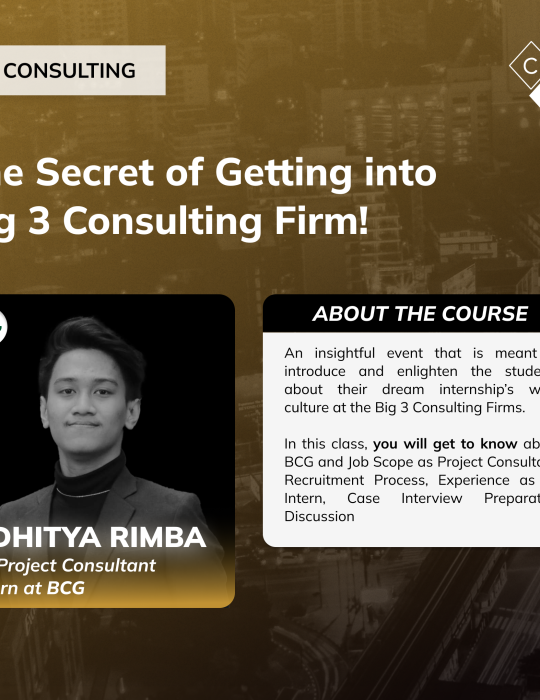 CONSULTING
C
e Secret of Getting into
g 3 Consulting Firm!
DHITYA RIMBA
Project Consultant
rn at BCG
ABOUT THE COURSE
An insightful event that is meant
introduce and enlighten the stude
about their dream internship's w
culture at the Big 3 Consulting Firms.
In this class, you will get to know ab
BCG and Job Scope as Project Consulta
Recruitment Process, Experience as
Intern, Case Interview Preparat
Discussion